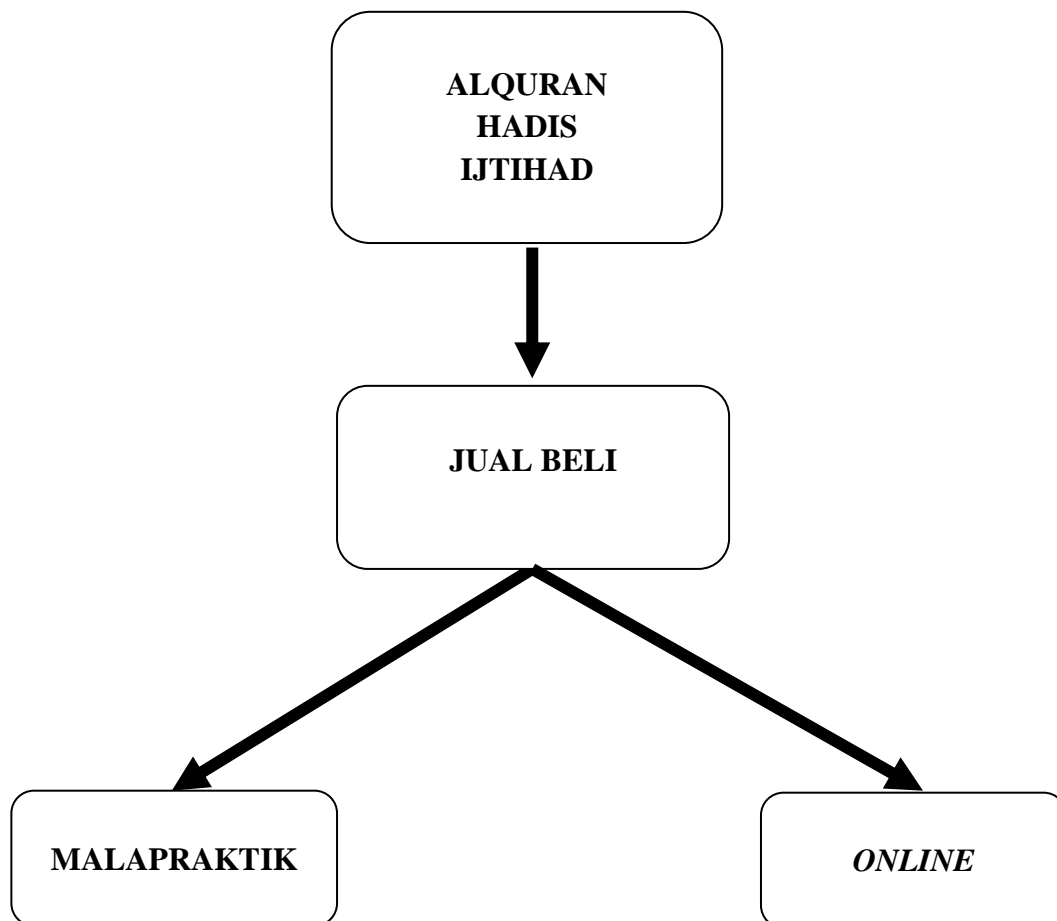 ALQURAN
HADIS
IJTIHAD
JUAL BELI
MALAPRAKTIK
ONLINE